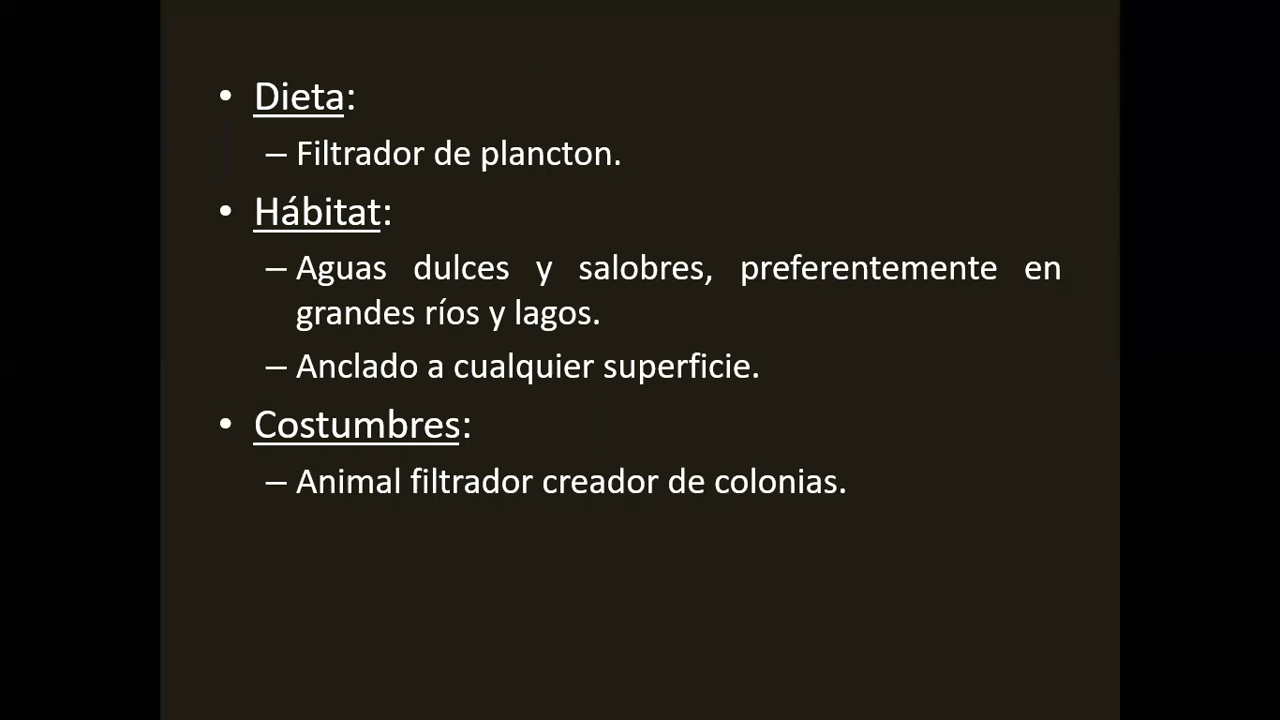 • Dieta:
– Filtrador de plancton.
• Hábitat:
– Aguas dulces y salobres, preferentemente en
grandes ríos y lagos.
– Anclado a cualquier superficie.
• Costumbres:
– Animal filtrador creador de colonias.